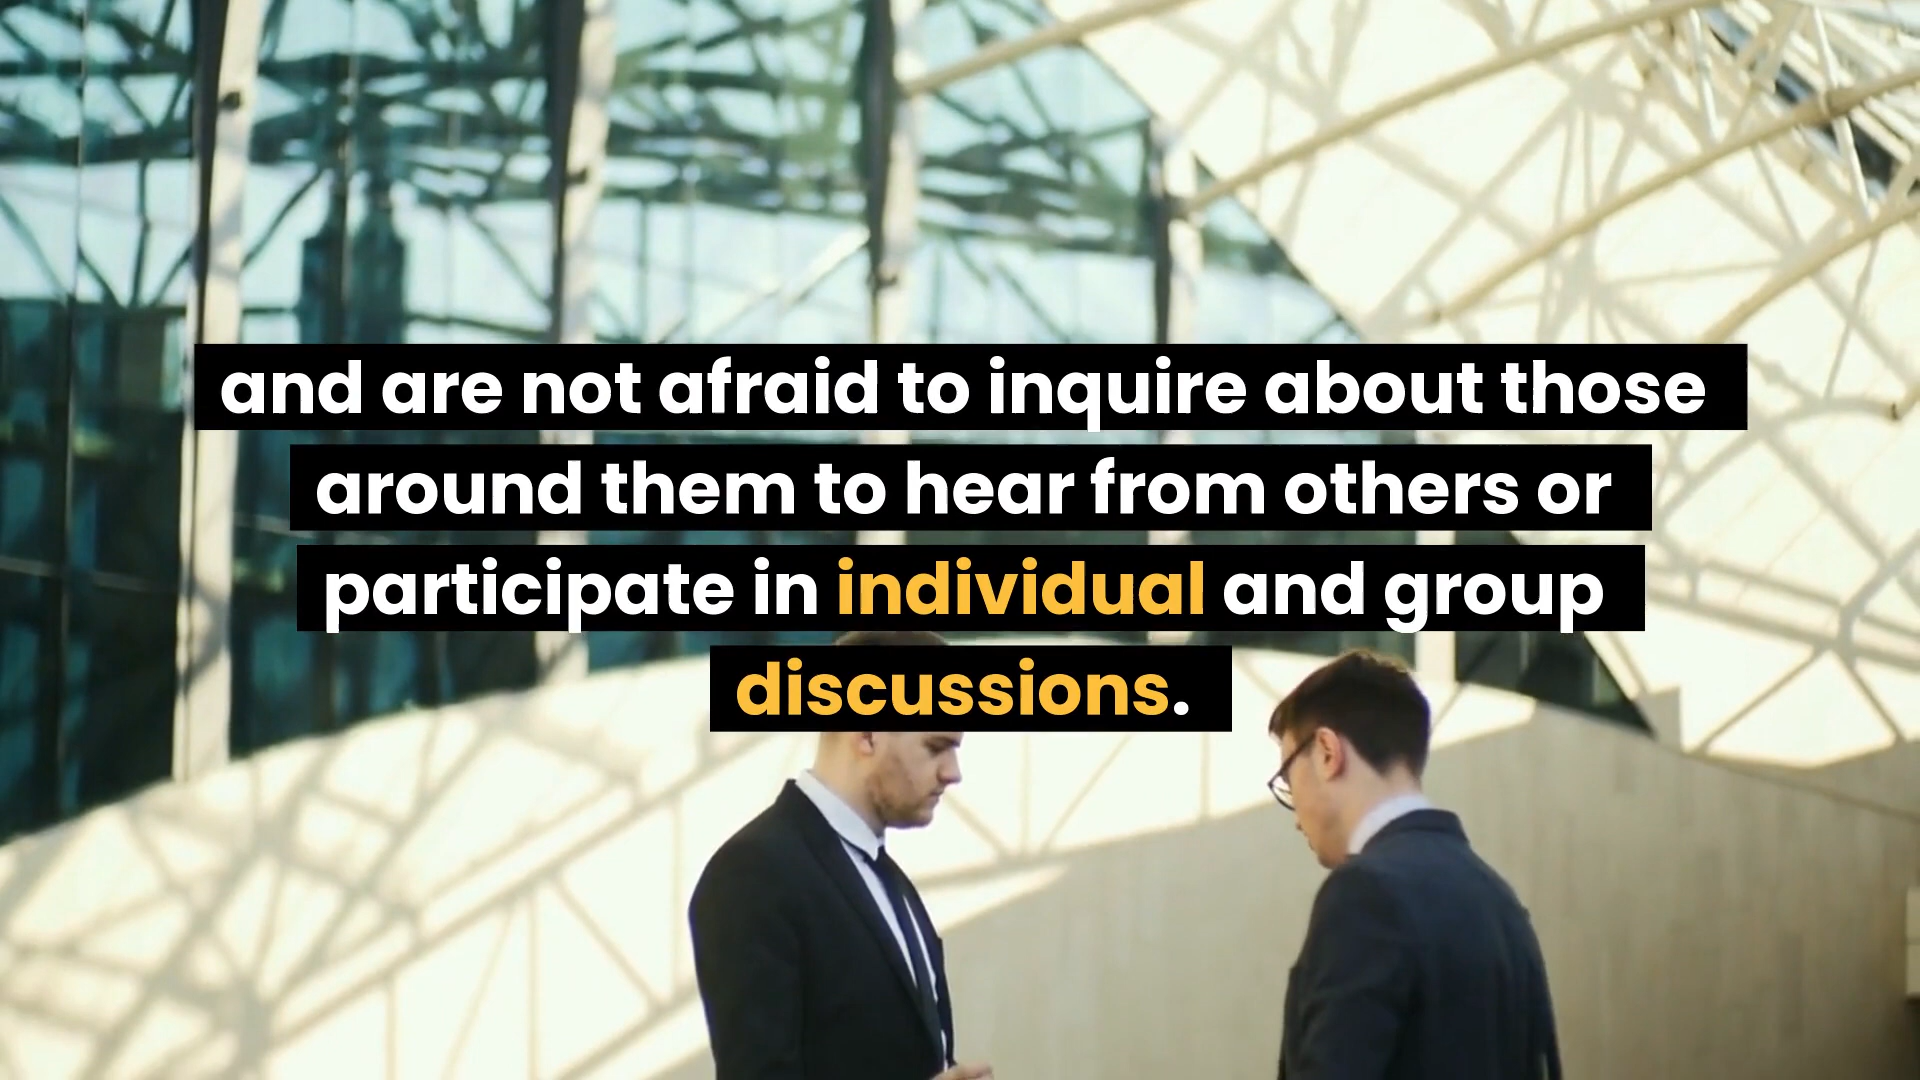 and are not afraid to inquire about those
around them to hear from others or
participate in individual and group
discussions.